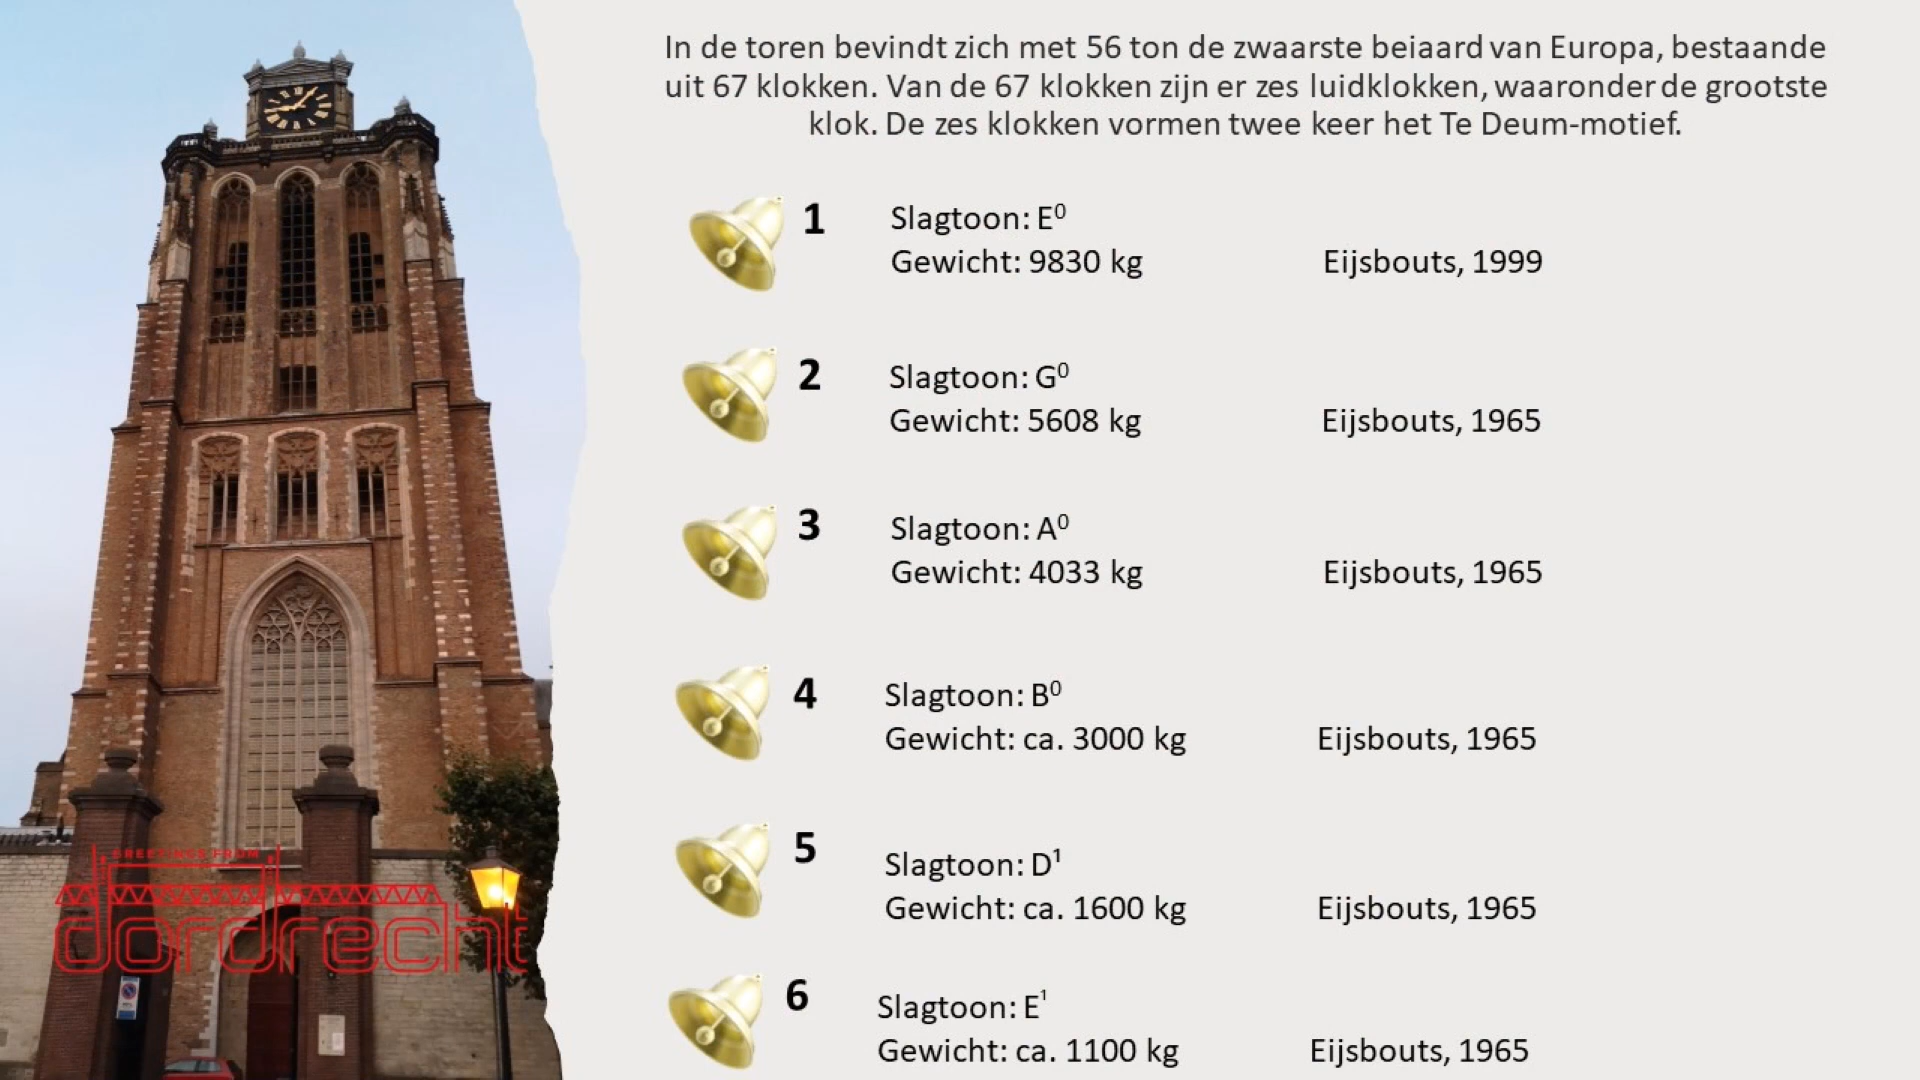 In de toren bevindt zich met 56 ton de zwaarste beiaard van Europa, bestaande
uit 67 klokken. Van de 67 klokken zijn er zes luidklokken, waaronder de grootste
klok. De zes klokken vormen twee keer het Te Deum-motief.
1 Slagtoon: E⁰
Gewicht: 9830 kg Eijsbouts, 1999
2 Slagtoon: G⁰
Gewicht: 5608 kg Eijsbouts, 1965
3 Slagtoon: A⁰
Gewicht: 4033 kg Eijsbouts, 1965
4 Slagtoon: B⁰
Gewicht: ca. 3000 kg Eijsbouts, 1965
5 Slagtoon: D¹
Gewicht: ca. 1600 kg Eijsbouts, 1965
6 Slagtoon: E¹
Gewicht: ca. 1100 kg Eijsbouts, 1965
GREETINGS FROM
dordrecht